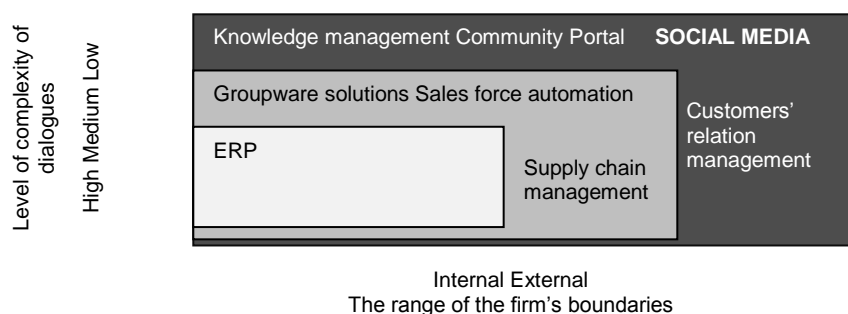 Level of complexity of
dialogues
High Medium Low
Knowledge management Community Portal SOCIAL MEDIA
Groupware solutions Sales force automation
Customers’
relation
management
ERP
Supply chain
management
Internal External
The range of the firm’s boundaries